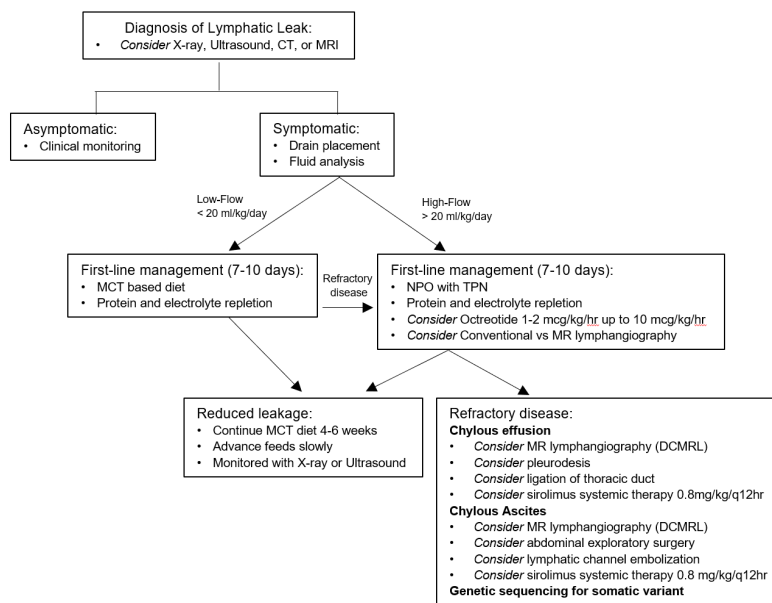 Diagnosis of Lymphatic Leak:
• Consider X-ray, Ultrasound, CT, or MRI
Asymptomatic:
• Clinical monitoring
Symptomatic:
• Drain placement
• Fluid analysis
Low-Flow
< 20 ml/kg/day
High-Flow
> 20 ml/kg/day
First-line management (7-10 days):
• MCT based diet
• Protein and electrolyte repletion
Refractory
disease
First-line management (7-10 days):
• NPO with TPN
• Protein and electrolyte repletion
• Consider Octreotide 1-2 mcg/kg/hr up to 10 mcg/kg/hr
• Consider Conventional vs MR lymphangiography
Reduced leakage:
• Continue MCT diet 4-6 weeks
• Advance feeds slowly
• Monitored with X-ray or Ultrasound
Refractory disease:
Chylous effusion
• Consider MR lymphangiography (DCMRL)
• Consider pleurodesis
• Consider ligation of thoracic duct
• Consider sirolimus systemic therapy 0.8mg/kg/q12hr
Chylous Ascites
• Consider MR lymphangiography (DCMRL)
• Consider abdominal exploratory surgery
• Consider lymphatic channel embolization
• Consider sirolimus systemic therapy 0.8 mg/kg/q12hr
Genetic sequencing for somatic variant